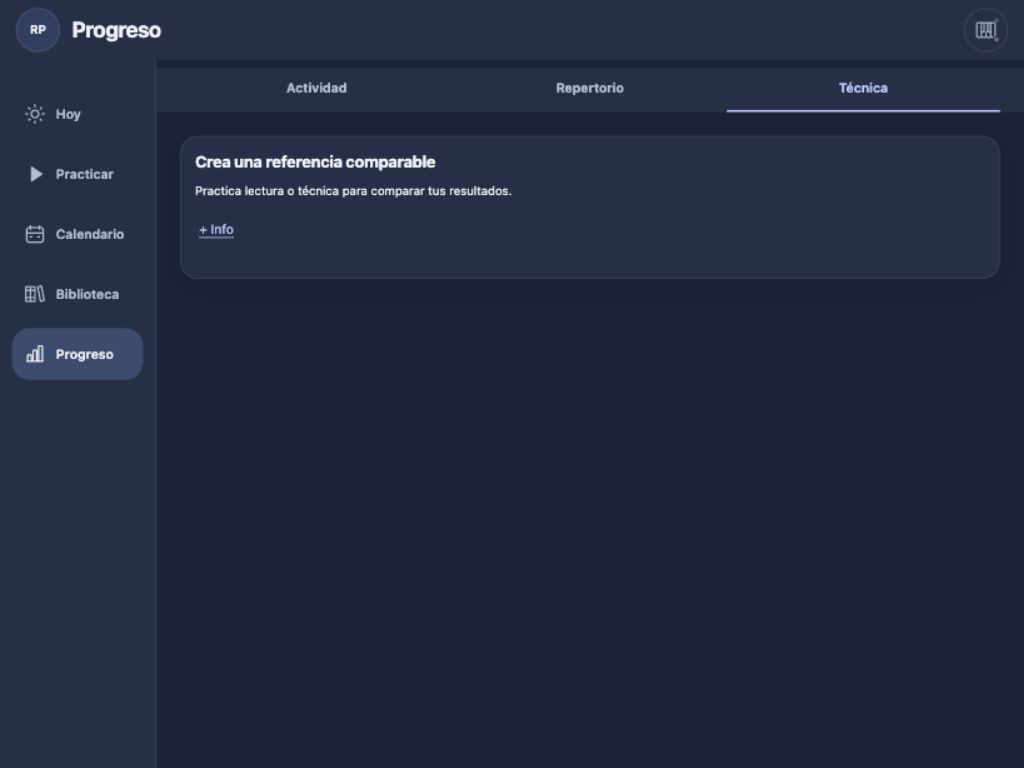 RP
Progreso
Hoy
Practicar
Calendario
Biblioteca
Progreso
Actividad
Repertorio
Técnica
Crea una referencia comparable
Practica lectura o técnica para comparar tus resultados.
+ Info